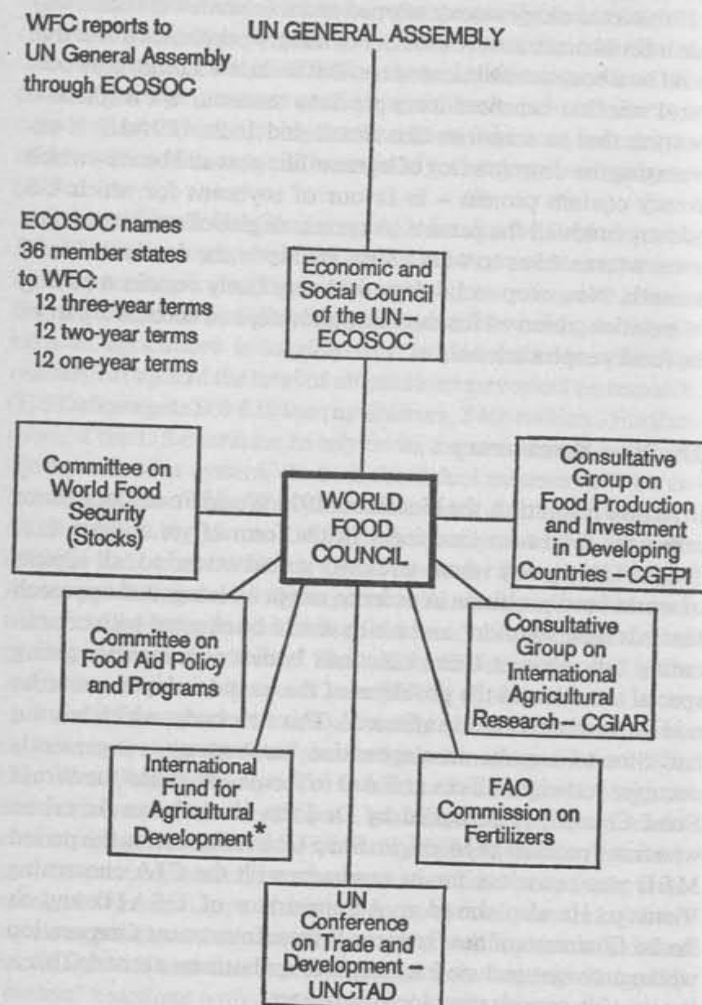 WFC reports to
UN General Assembly
through ECOSOC
UN GENERAL ASSEMBLY
ECOSOC names
36 member states
to WFC:
12 three-year terms
12 two-year terms
12 one-year terms
Economic and
Social Council
of the UN –
ECOSOC
Committee on
World Food
Security
(Stocks)
WORLD
FOOD
COUNCIL
Consultative
Group on
Food Production
and Investment
in Developing
Countries – CGFPI
Committee on
Food Aid Policy
and Programs
Consultative
Group on
International
Agricultural
Research – CGIAR
International
Fund for
Agricultural
Development*
FAO
Commission on
Fertilizers
UN
Conference
on Trade and
Development –
UNCTAD